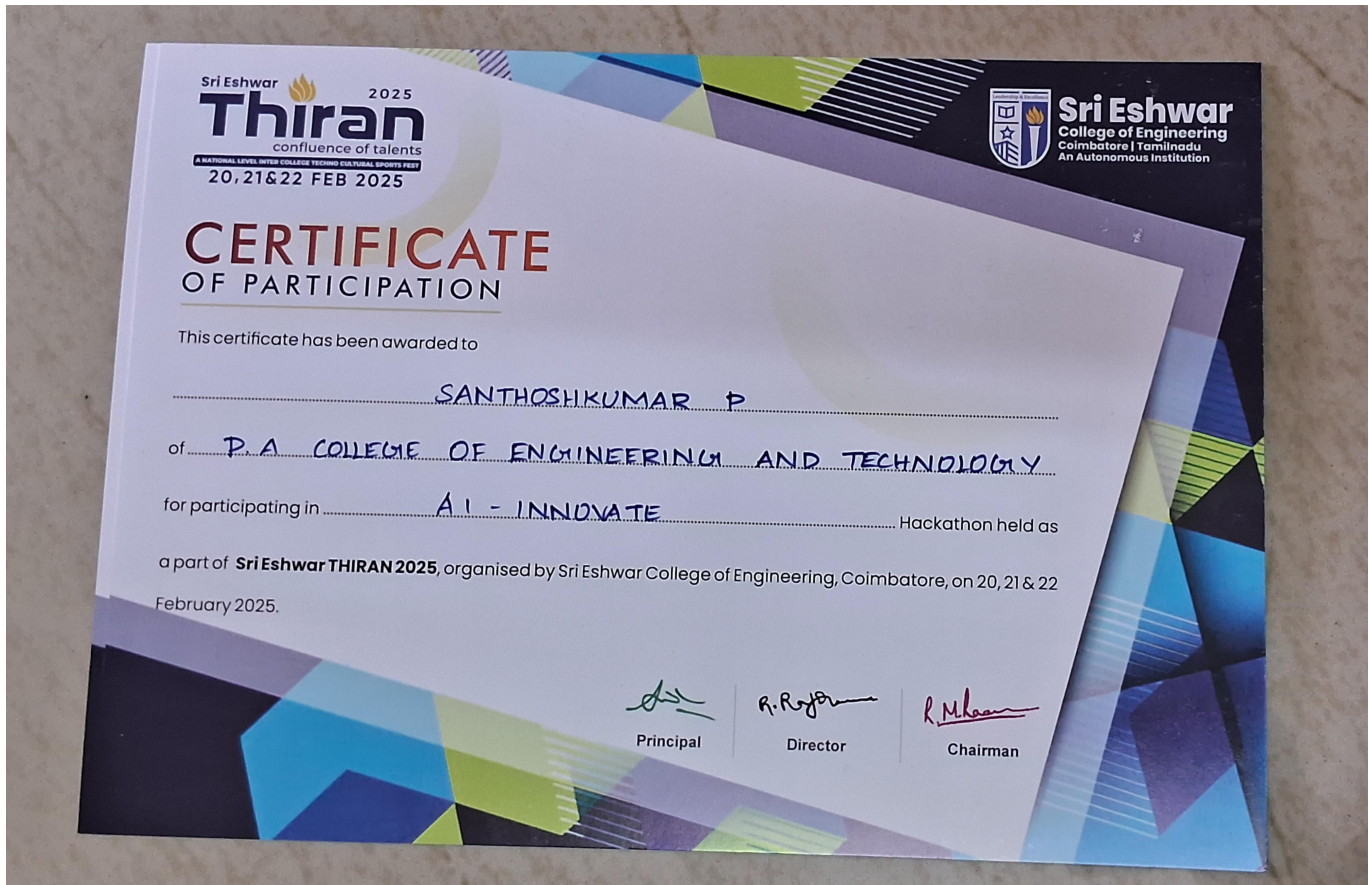 Sri Eshwar
2025
Thiran
confluence of talents
A NATIONAL LEVEL INTER COLLEGE TECHNO CULTURAL SPORTS FEST
20, 21 & 22 FEB 2025
Leadership & Excellence
Sri Eshwar
College of Engineering
Coimbatore | Tamilnadu
An Autonomous Institution
CERTIFICATE
OF PARTICIPATION
This certificate has been awarded to
SANTHOSHKUMAR P
of P.A COLLEGE OF ENGINEERING AND TECHNOLOGY
for participating in AI - INNOVATE Hackathon held as
a part of Sri Eshwar THIRAN 2025, organised by Sri Eshwar College of Engineering, Coimbatore, on 20, 21 & 22
February 2025.
Principal
Director
Chairman